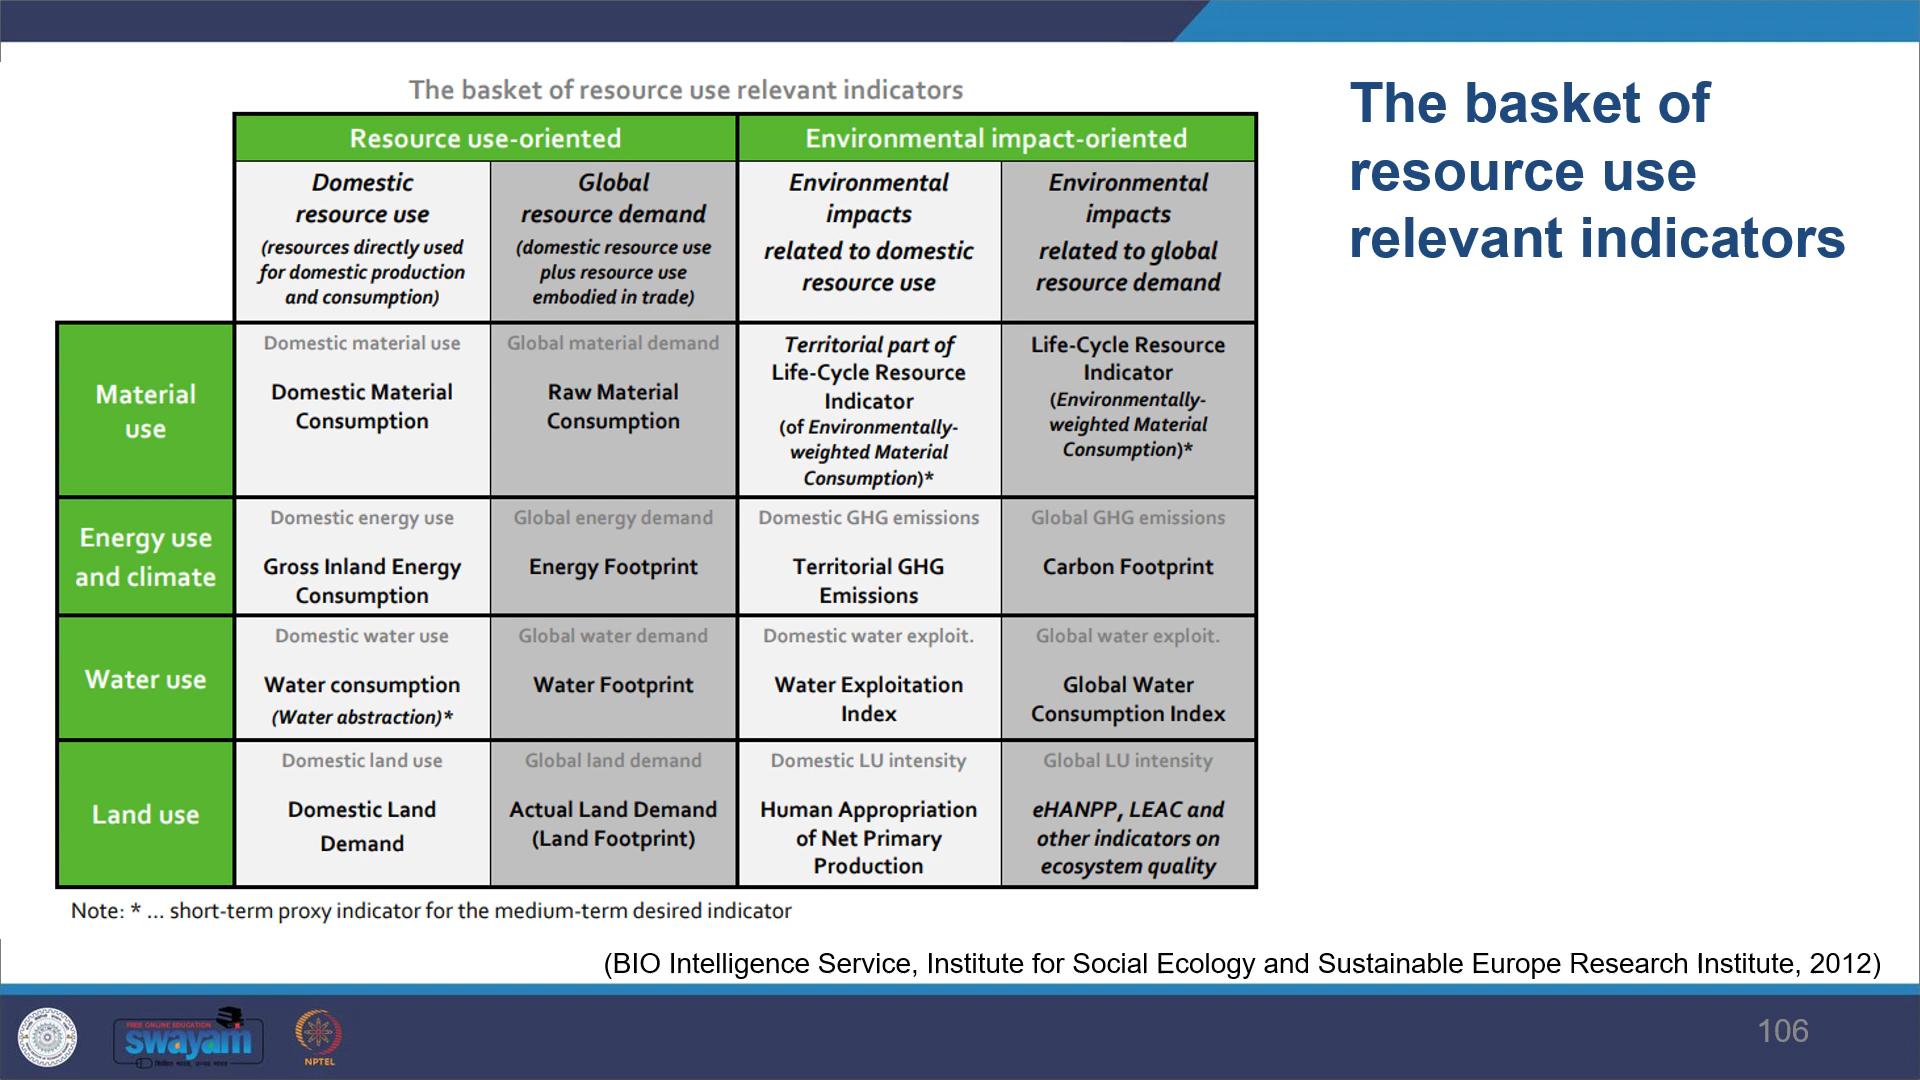 The basket of resource use relevant indicators
The basket of
resource use
relevant indicators
Resource use-oriented
Environmental impact-oriented
Domestic
resource use
(resources directly used
for domestic production
and consumption)
Global
resource demand
(domestic resource use
plus resource use
embodied in trade)
Environmental
impacts
related to domestic
resource use
Environmental
impacts
related to global
resource demand
Material
use
Domestic material use
Domestic Material
Consumption
Global material demand
Raw Material
Consumption
Territorial part of
Life-Cycle Resource
Indicator
(of Environmentally-
weighted Material
Consumption)*
Life-Cycle Resource
Indicator
(Environmentally-
weighted Material
Consumption)*
Energy use
and climate
Domestic energy use
Gross Inland Energy
Consumption
Global energy demand
Energy Footprint
Domestic GHG emissions
Territorial GHG
Emissions
Global GHG emissions
Carbon Footprint
Water use
Domestic water use
Water consumption
(Water abstraction)*
Global water demand
Water Footprint
Domestic water exploit.
Water Exploitation
Index
Global water exploit.
Global Water
Consumption Index
Land use
Domestic land use
Domestic Land
Demand
Global land demand
Actual Land Demand
(Land Footprint)
Domestic LU intensity
Human Appropriation
of Net Primary
Production
Global LU intensity
eHANPP, LEAC and
other indicators on
ecosystem quality
Note: * ... short-term proxy indicator for the medium-term desired indicator
(BIO Intelligence Service, Institute for Social Ecology and Sustainable Europe Research Institute, 2012)
FREE ONLINE EDUCATION
swayam
NPTEL
106